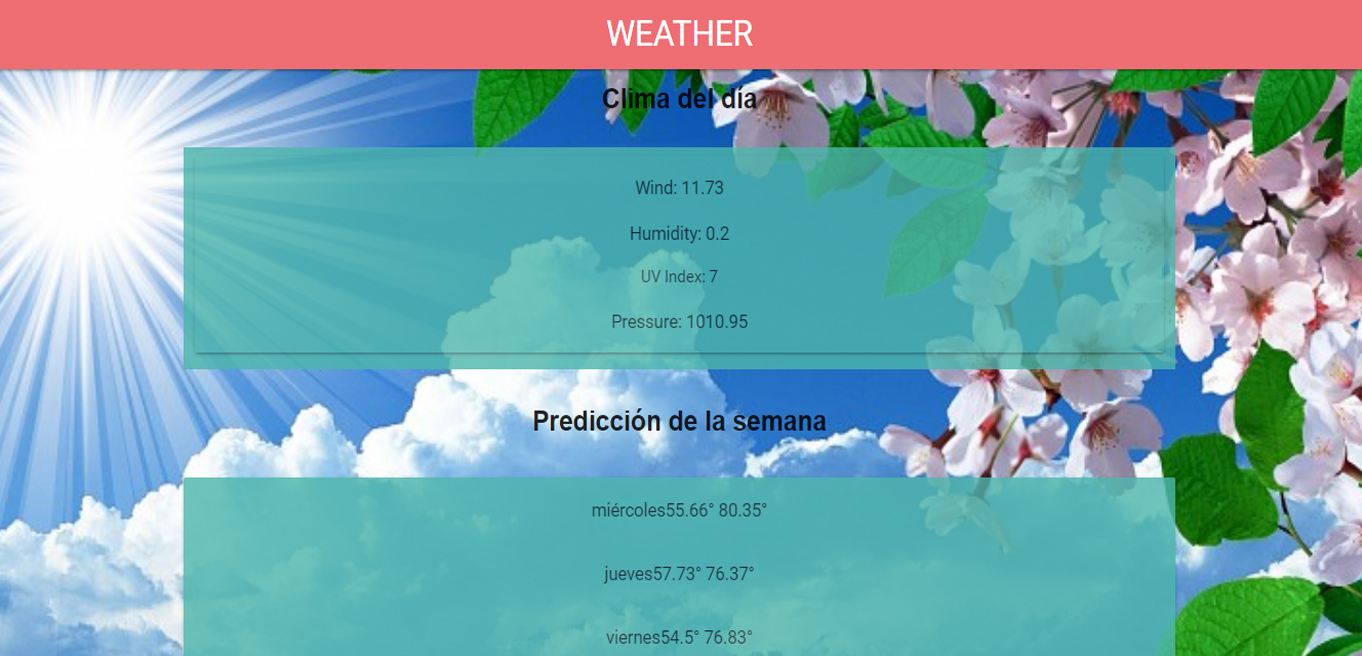 WEATHER
Clima del día
Wind: 11.73
Humidity: 0.2
UV Index: 7
Pressure: 1010.95
Predicción de la semana
miércoles55.66° 80.35°
jueves57.73° 76.37°
viernes54.5° 76.83°